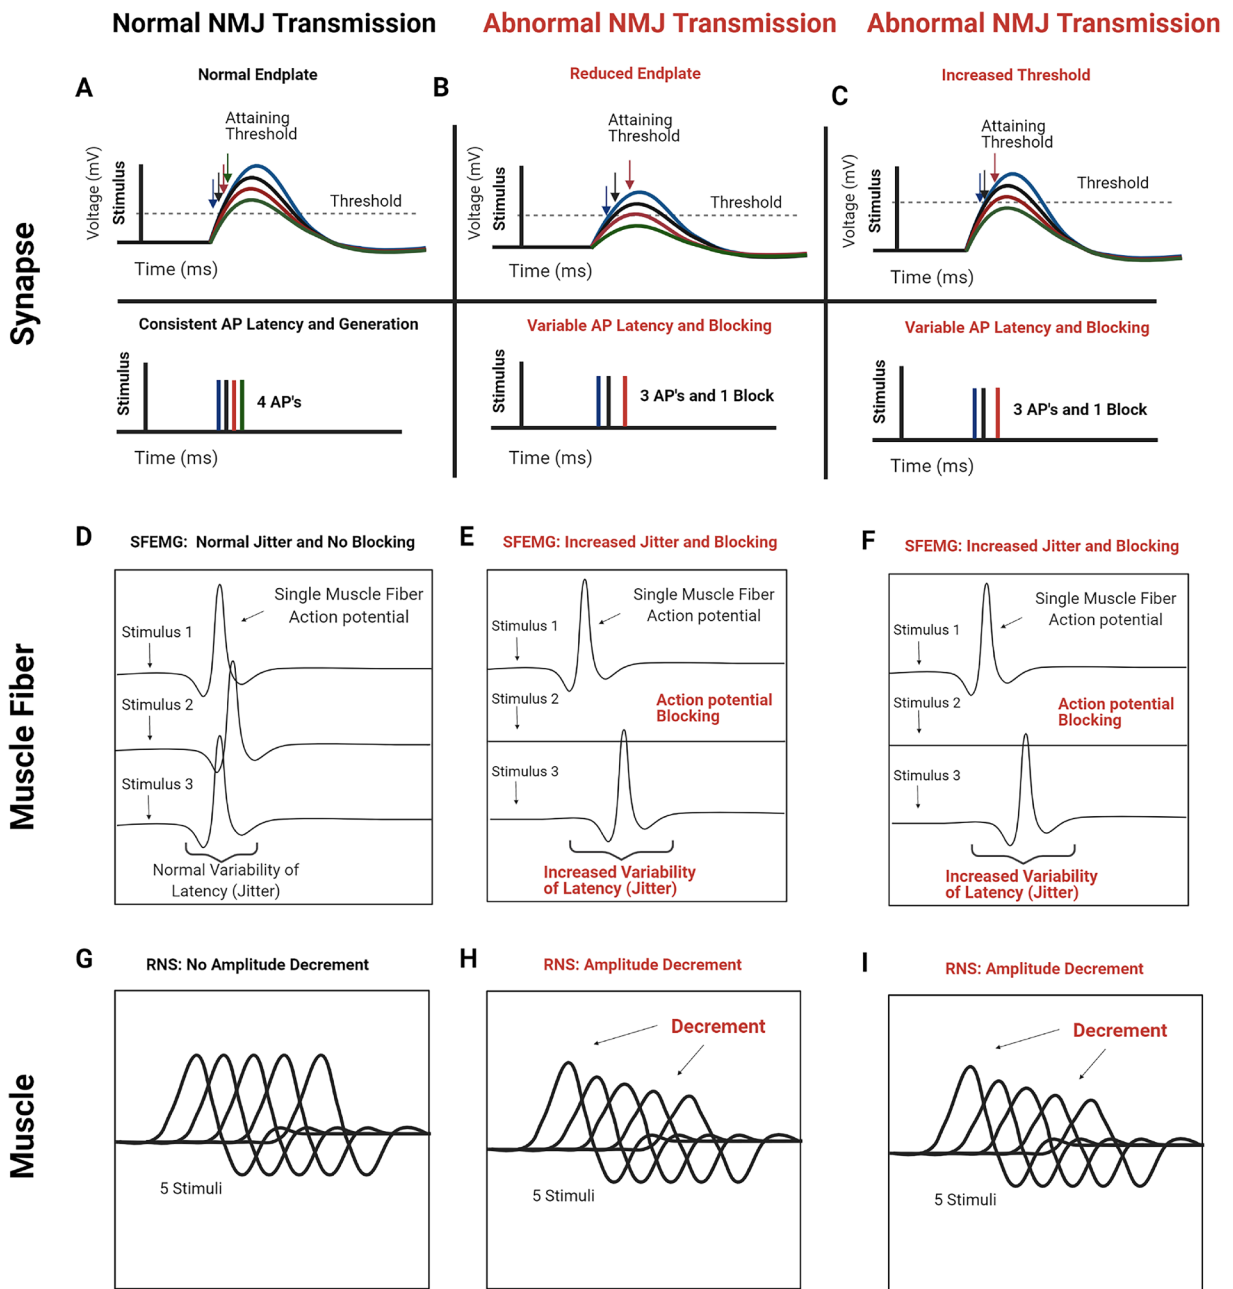 Normal NMJ Transmission
Abnormal NMJ Transmission
Abnormal NMJ Transmission
Synapse
A
Normal Endplate
Attaining
Threshold
Voltage (mV)
Stimulus
Threshold
Time (ms)
B
Reduced Endplate
Attaining
Threshold
Voltage (mV)
Stimulus
Threshold
Time (ms)
C
Increased Threshold
Attaining
Threshold
Voltage (mV)
Stimulus
Threshold
Time (ms)
Consistent AP Latency and Generation
Stimulus
4 AP's
Time (ms)
Variable AP Latency and Blocking
Stimulus
3 AP's and 1 Block
Time (ms)
Variable AP Latency and Blocking
Stimulus
3 AP's and 1 Block
Time (ms)
Muscle Fiber
D
SFEMG: Normal Jitter and No Blocking
Single Muscle Fiber
Action potential
Stimulus 1
Stimulus 2
Stimulus 3
Normal Variability of
Latency (Jitter)
E
SFEMG: Increased Jitter and Blocking
Single Muscle Fiber
Action potential
Stimulus 1
Stimulus 2
Action potential
Blocking
Stimulus 3
Increased Variability
of Latency (Jitter)
F
SFEMG: Increased Jitter and Blocking
Single Muscle Fiber
Action potential
Stimulus 1
Stimulus 2
Action potential
Blocking
Stimulus 3
Increased Variability
of Latency (Jitter)
Muscle
G
RNS: No Amplitude Decrement
5 Stimuli
H
RNS: Amplitude Decrement
Decrement
5 Stimuli
I
RNS: Amplitude Decrement
Decrement
5 Stimuli